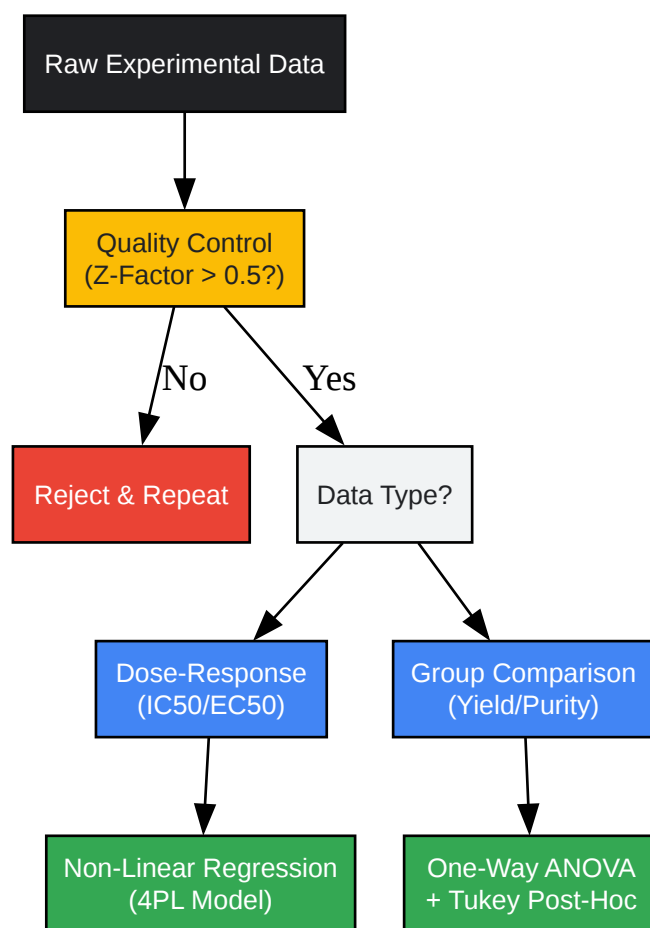 Raw Experimental Data
Quality Control
(Z-Factor > 0.5?)
No
Yes
Reject & Repeat
Data Type?
Dose-Response
(IC50/EC50)
Group Comparison
(Yield/Purity)
Non-Linear Regression
(4PL Model)
One-Way ANOVA
+ Tukey Post-Hoc